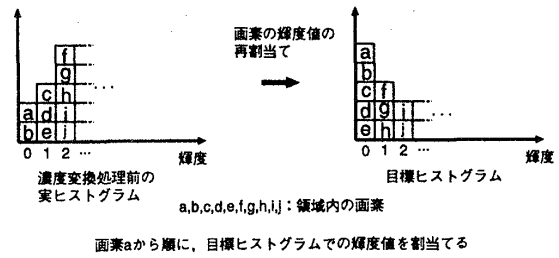 画素の輝度値の
再割当て
f
g
c h
a d i
b e j
0 1 2 …
輝度
濃度変換処理前の
実ヒストグラム
a
b
c f
d g i
e h j
0 1 2 …
輝度
目標ヒストグラム
a,b,c,d,e,f,g,h,i,j：領域内の画素
画素aから順に，目標ヒストグラムでの輝度値を割当てる